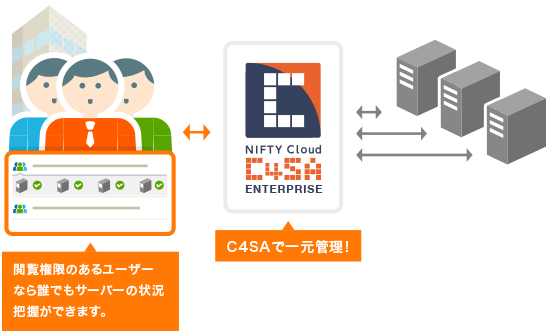 NIFTY Cloud
C4SA
ENTERPRISE
C4SAで一元管理!
閲覧権限のあるユーザー
なら誰でもサーバーの状況
把握ができます。